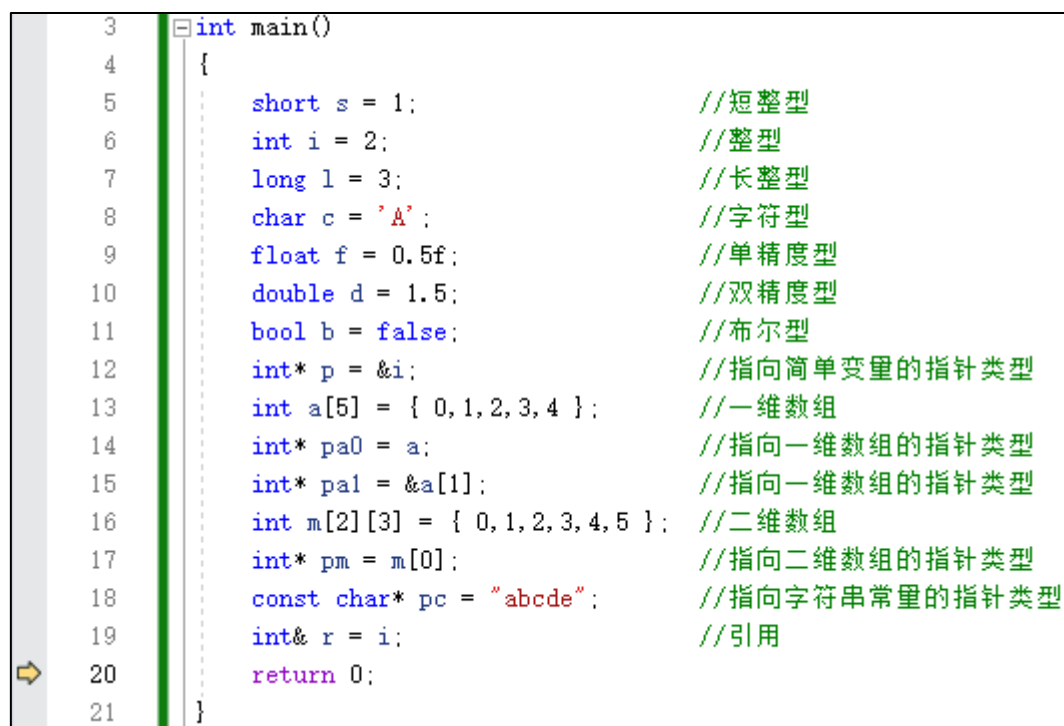 3 int main()
4 {
5 short s = 1; //短整型
6 int i = 2; //整型
7 long l = 3; //长整型
8 char c = 'A'; //字符型
9 float f = 0.5f; //单精度型
10 double d = 1.5; //双精度型
11 bool b = false; //布尔型
12 int* p = &i; //指向简单变量的指针类型
13 int a[5] = { 0,1,2,3,4 }; //一维数组
14 int* pa0 = a; //指向一维数组的指针类型
15 int* pa1 = &a[1]; //指向一维数组的指针类型
16 int m[2][3] = { 0,1,2,3,4,5 }; //二维数组
17 int* pm = m[0]; //指向二维数组的指针类型
18 const char* pc = "abcde"; //指向字符串常量的指针类型
19 int& r = i; //引用
20 return 0;
21 }